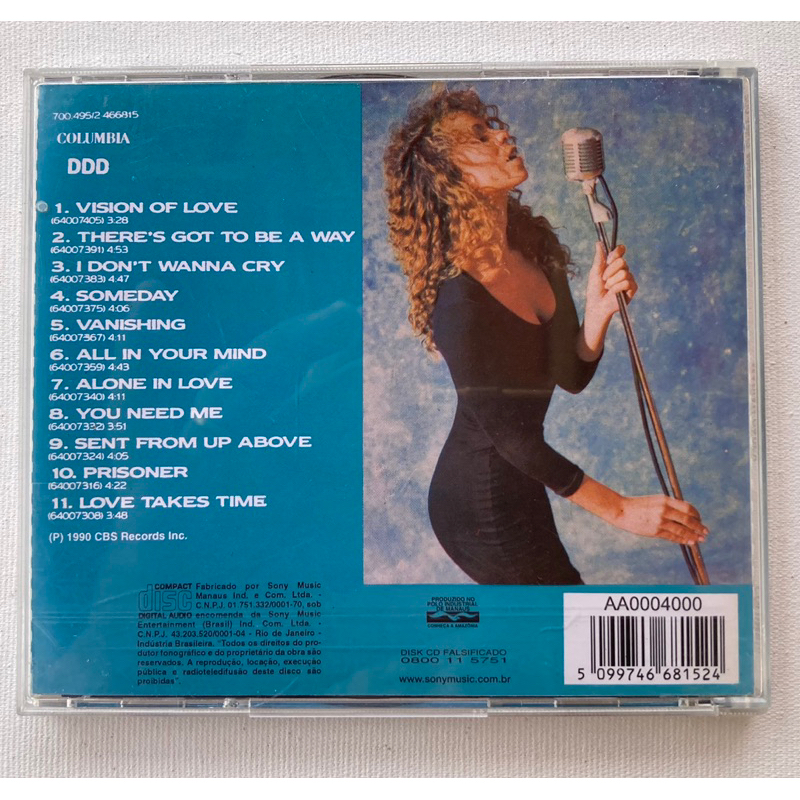 700.495/2 466815
COLUMBIA
DDD
1. VISION OF LOVE
(64007405) 3:28
2. THERE'S GOT TO BE A WAY
(64007391) 4:53
3. I DON'T WANNA CRY
(64007383) 4:47
4. SOMEDAY
(64007375) 4:06
5. VANISHING
(64007367) 4:11
6. ALL IN YOUR MIND
(64007359) 4:43
7. ALONE IN LOVE
(64007340) 4:11
8. YOU NEED ME
(64007332) 3:51
9. SENT FROM UP ABOVE
(64007324) 4:05
10. PRISONER
(64007316) 4:22
11. LOVE TAKES TIME
(64007308) 3:48
(P) 1990 CBS Records Inc.
COMPACT
disc
DIGITAL AUDIO
Fabricado por Sony Music
Manaus Ind. e Com. Ltda. -
C.N.P.J. 01.751.332/0001-70, sob
encomenda de Sony Music
Entertainment (Brasil) Ind. Com. Ltda. -
C.N.P.J. 43.203.520/0001-04 - Rio de Janeiro -
Indústria Brasileira. "Todos os direitos do pro-
dutor fonográfico e do proprietário da obra são
reservados. A reprodução, locação, execução
pública e radioteledifusão deste disco são
proibidas".
PRODUZIDO NO
PÓLO INDUSTRIAL
DE MANAUS
CONHEÇA A AMAZÔNIA
DISK CD FALSIFICADO
0800 11 5751
www.sonymusic.com.br
AA0004000
5 099746 681524